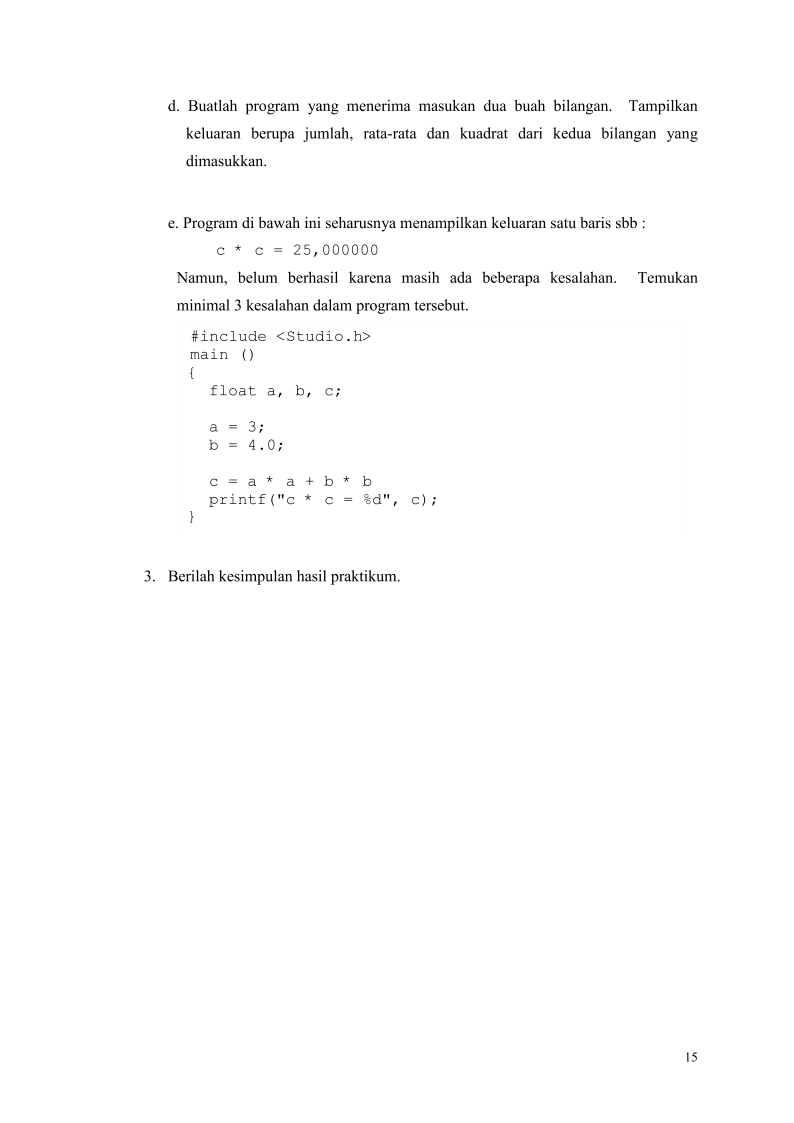 d. Buatlah program yang menerima masukan dua buah bilangan. Tampilkan
keluaran berupa jumlah, rata-rata dan kuadrat dari kedua bilangan yang
dimasukkan.
e. Program di bawah ini seharusnya menampilkan keluaran satu baris sbb :
c * c = 25,000000
Namun, belum berhasil karena masih ada beberapa kesalahan. Temukan
minimal 3 kesalahan dalam program tersebut.
#include <Studio.h>
main ()
{
float a, b, c;
a = 3;
b = 4.0;
c = a * a + b * b
printf("c * c = %d", c);
}
3. Berilah kesimpulan hasil praktikum.
15